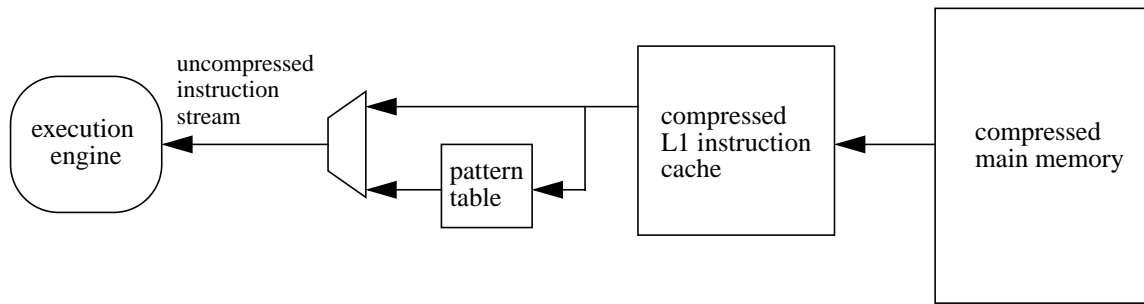 uncompressed
instruction
stream
execution
engine
pattern
table
compressed
L1 instruction
cache
compressed
main memory